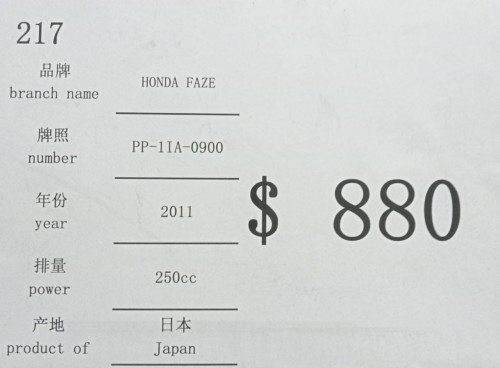 217
品牌
branch name
HONDA FAZE
牌照
number
PP-1IA-0900
年份
year
2011
$ 880
排量
power
250cc
产地
product of
日本
Japan